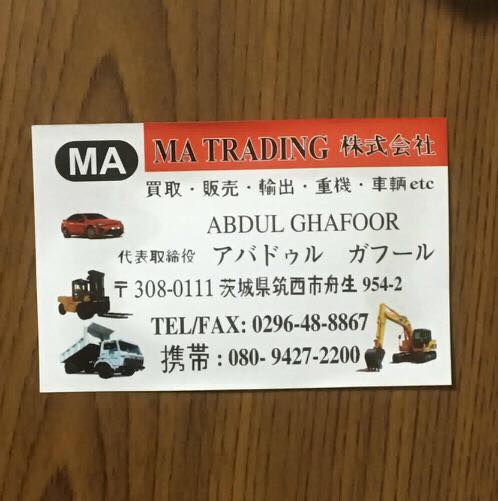 MA
MA TRADING 株式会社
買取・販売・輸出・重機・車輌etc
ABDUL GHAFOOR
代表取締役 アバドゥル ガフール
〒308-0111 茨城県筑西市舟生 954-2
TEL/FAX: 0296-48-8867
携帯 : 080- 9427-2200